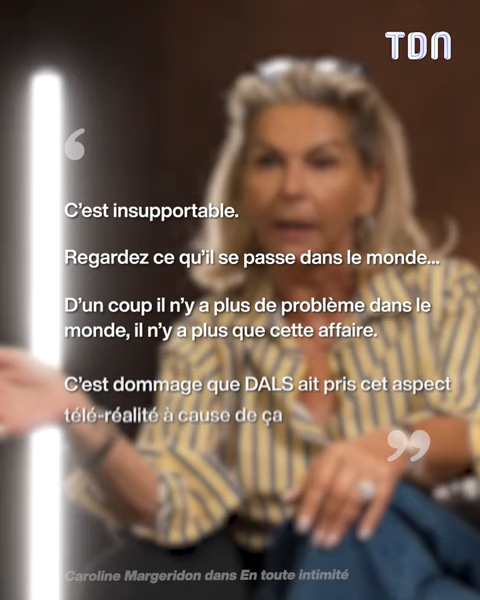 TDN
“
C’est insupportable.
Regardez ce qu’il se passe dans le monde...
D’un coup il n’y a plus de problème dans le
monde, il n’y a plus que cette affaire.
C’est dommage que DALS ait pris cet aspect
télé-réalité à cause de ça
”
Caroline Margeridon dans En toute intimité